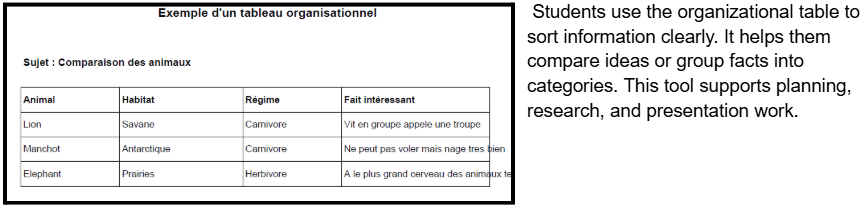 Exemple d'un tableau organisationnel
Sujet : Comparaison des animaux
Animal Habitat Régime Fait intéressant
Lion Savane Carnivore Vit en groupe appele une troupe
Manchot Antarctique Carnivore Ne peut pas voler mais nage tres bien
Elephant Prairies Herbivore A le plus grand cerveau des animaux te
Students use the organizational table to
sort information clearly. It helps them
compare ideas or group facts into
categories. This tool supports planning,
research, and presentation work.